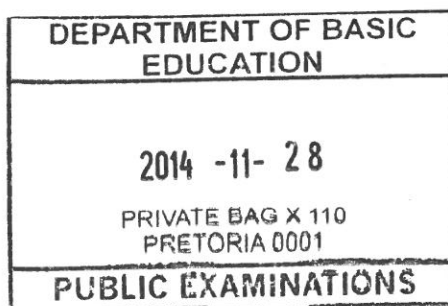 DEPARTMENT OF BASIC
EDUCATION
2014 -11- 28
PRIVATE BAG X 110
PRETORIA 0001
PUBLIC EXAMINATIONS